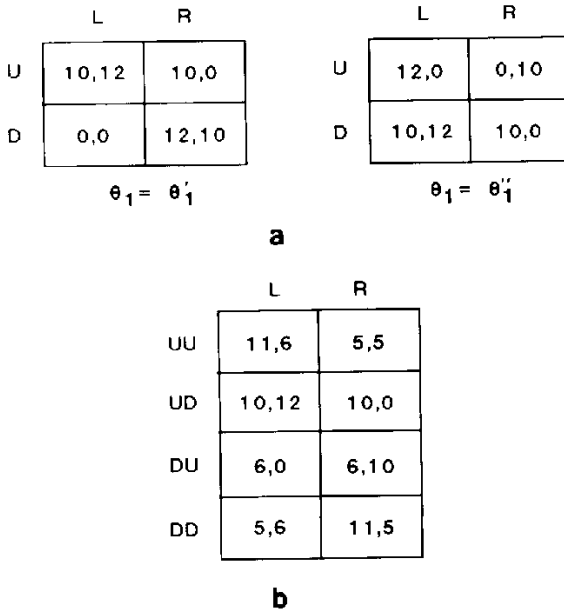 L R L R
U 10,12 10,0 U 12,0 0,10
D 0,0 12,10 D 10,12 10,0
θ₁ = θ₁′ θ₁ = θ₁″
a
L R
UU 11,6 5,5
UD 10,12 10,0
DU 6,0 6,10
DD 5,6 11,5
b